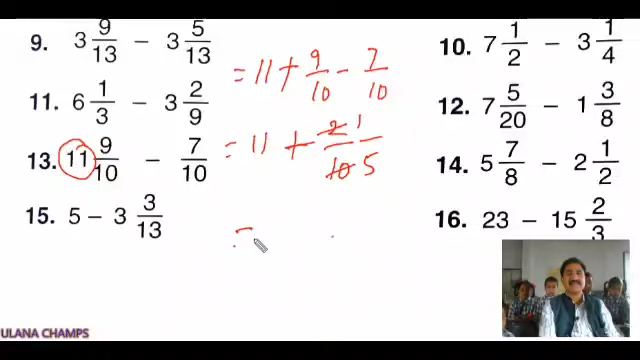 9. 3 9/13 − 3 5/13
= 11 + 9/10 − 7/10
10. 7 1/2 − 3 1/4
11. 6 1/3 − 3 2/9
12. 7 5/20 − 1 3/8
13. 11 9/10 − 7/10
= 11 + 2/10 1/5
14. 5 7/8 − 2 1/2
15. 5 − 3 3/13
16. 23 − 15 2/3
ULANA CHAMPS